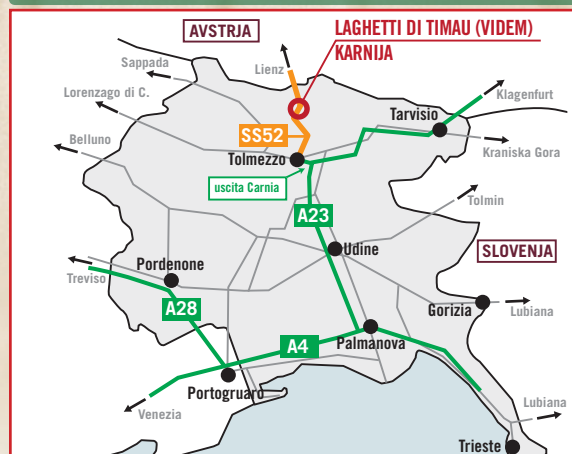 AVSTRJA
LAGHETTI DI TIMAU (VIDEM)
KARNIJA
Sappada
Lienz
Lorenzago di C.
Klagenfurt
Tarvisio
Belluno
SS52
Kraniska Gora
Tolmezzo
uscita Carnia
Tolmin
A23
Udine
SLOVENJA
Pordenone
Treviso
Gorizia
Lubiana
A28
A4
Palmanova
Portogruaro
Venezia
Lubiana
Trieste